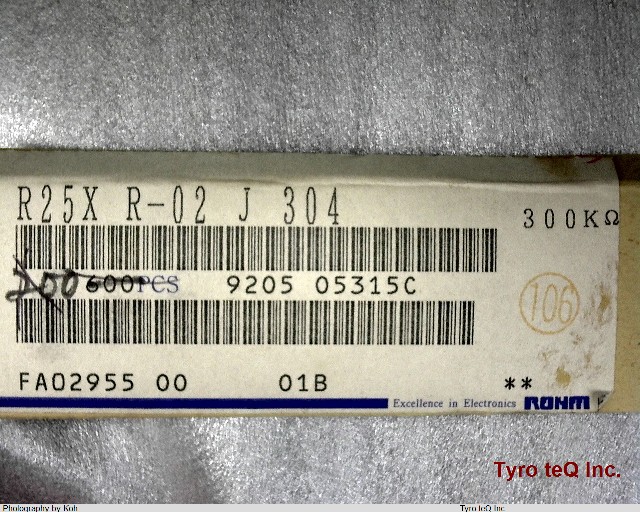 R25X R-02 J 304
300KΩ
600PCS 9205 05315C
106
FA02955 00 01B **
Excellence in Electronics ROHM
Tyro teQ Inc.
Photography by Koh Tyro teQ Inc